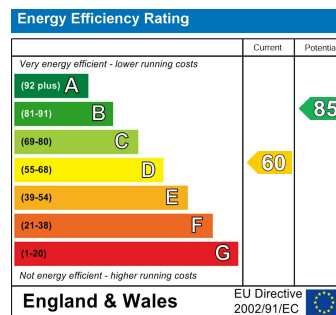 Energy Efficiency Rating
Current Potential
Very energy efficient - lower running costs
(92 plus) A
(81-91) B
85
(69-80) C
(55-68) D
60
(39-54) E
(21-38) F
(1-20) G
Not energy efficient - higher running costs
England & Wales
EU Directive
2002/91/EC